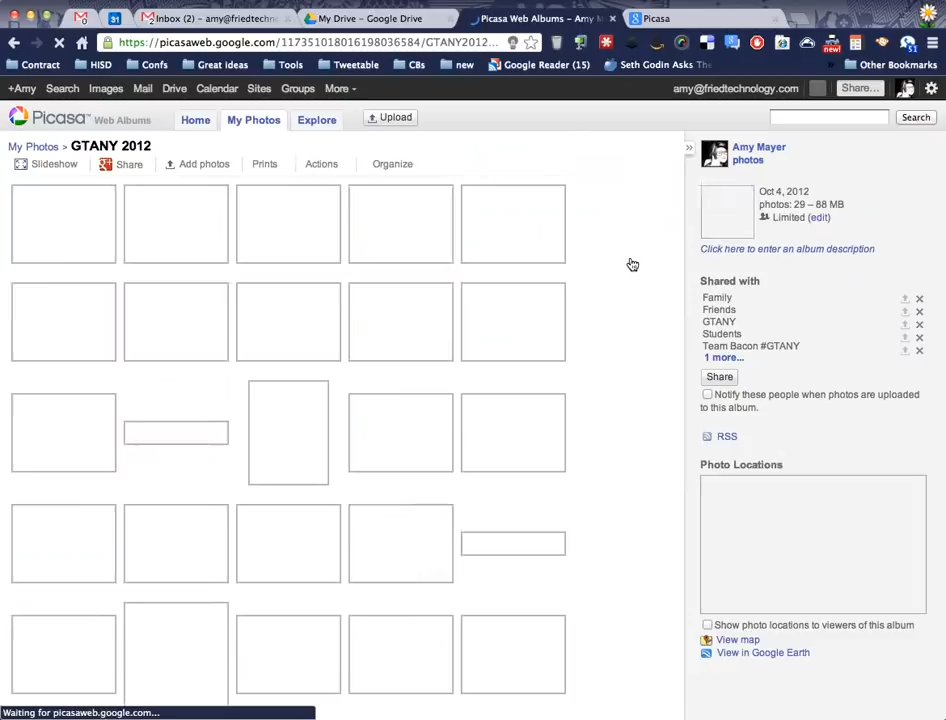 Inbox (2) – amy@friedtechno
My Drive – Google Drive
Picasa Web Albums – Amy M
Picasa
https://picasaweb.google.com/117351018016198036584/GTANY2012...
Contract
HISD
Confs
Great ideas
Tools
Tweetable
CBs
new
Google Reader (15)
Seth Godin Asks The
Other Bookmarks
+Amy
Search
Images
Mail
Drive
Calendar
Sites
Groups
More
amy@friedtechnology.com
Share...
Picasa Web Albums
Home
My Photos
Explore
Upload
Search
My Photos > GTANY 2012
Slideshow
Share
Add photos
Prints
Actions
Organize
Amy Mayer
photos
Oct 4, 2012
photos: 29 – 88 MB
Limited (edit)
Click here to enter an album description
Shared with
Family
Friends
GTANY
Students
Team Bacon #GTANY
1 more...
Share
Notify these people when photos are uploaded
to this album.
RSS
Photo Locations
Show photo locations to viewers of this album
View map
View in Google Earth
Waiting for picasaweb.google.com...